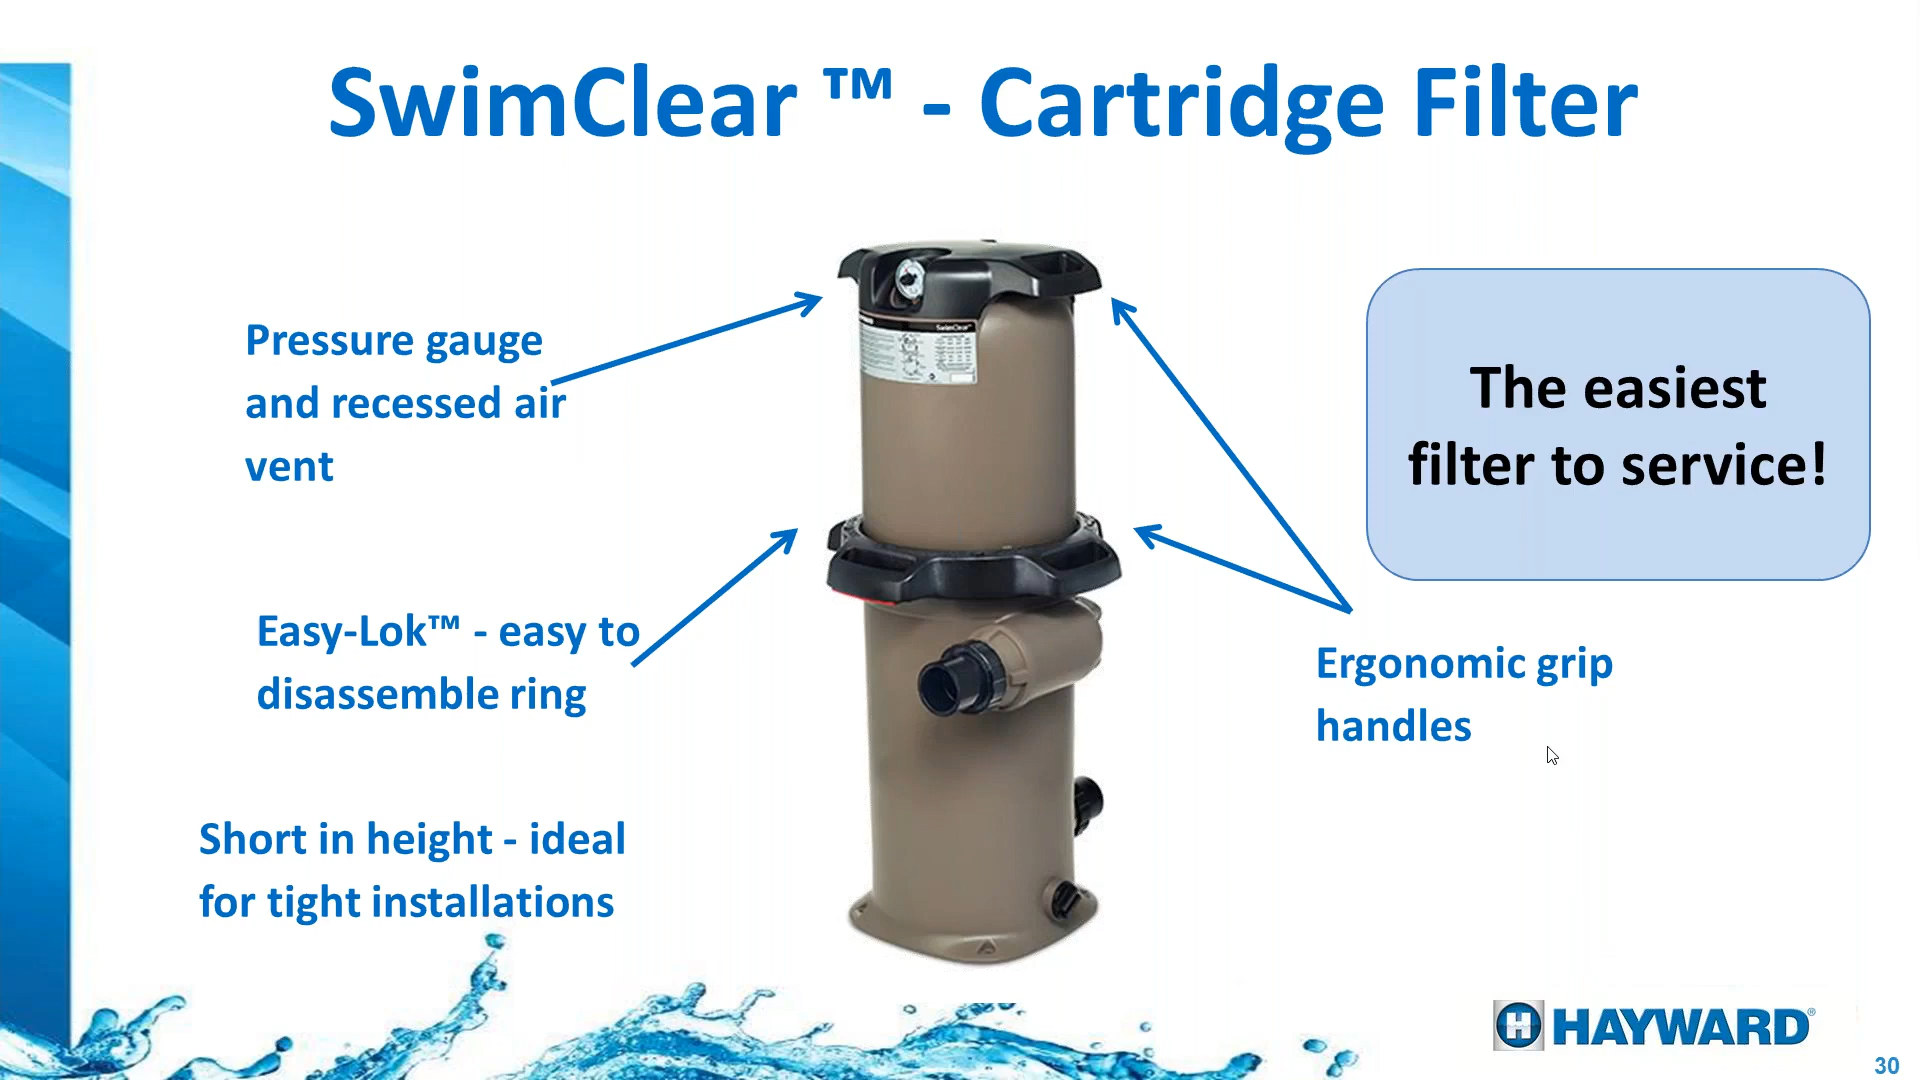 SwimClear ™ - Cartridge Filter
Pressure gauge
and recessed air
vent
SwimClear™
The easiest
filter to service!
Easy-Lok™ - easy to
disassemble ring
Ergonomic grip
handles
Short in height - ideal
for tight installations
H HAYWARD®
30